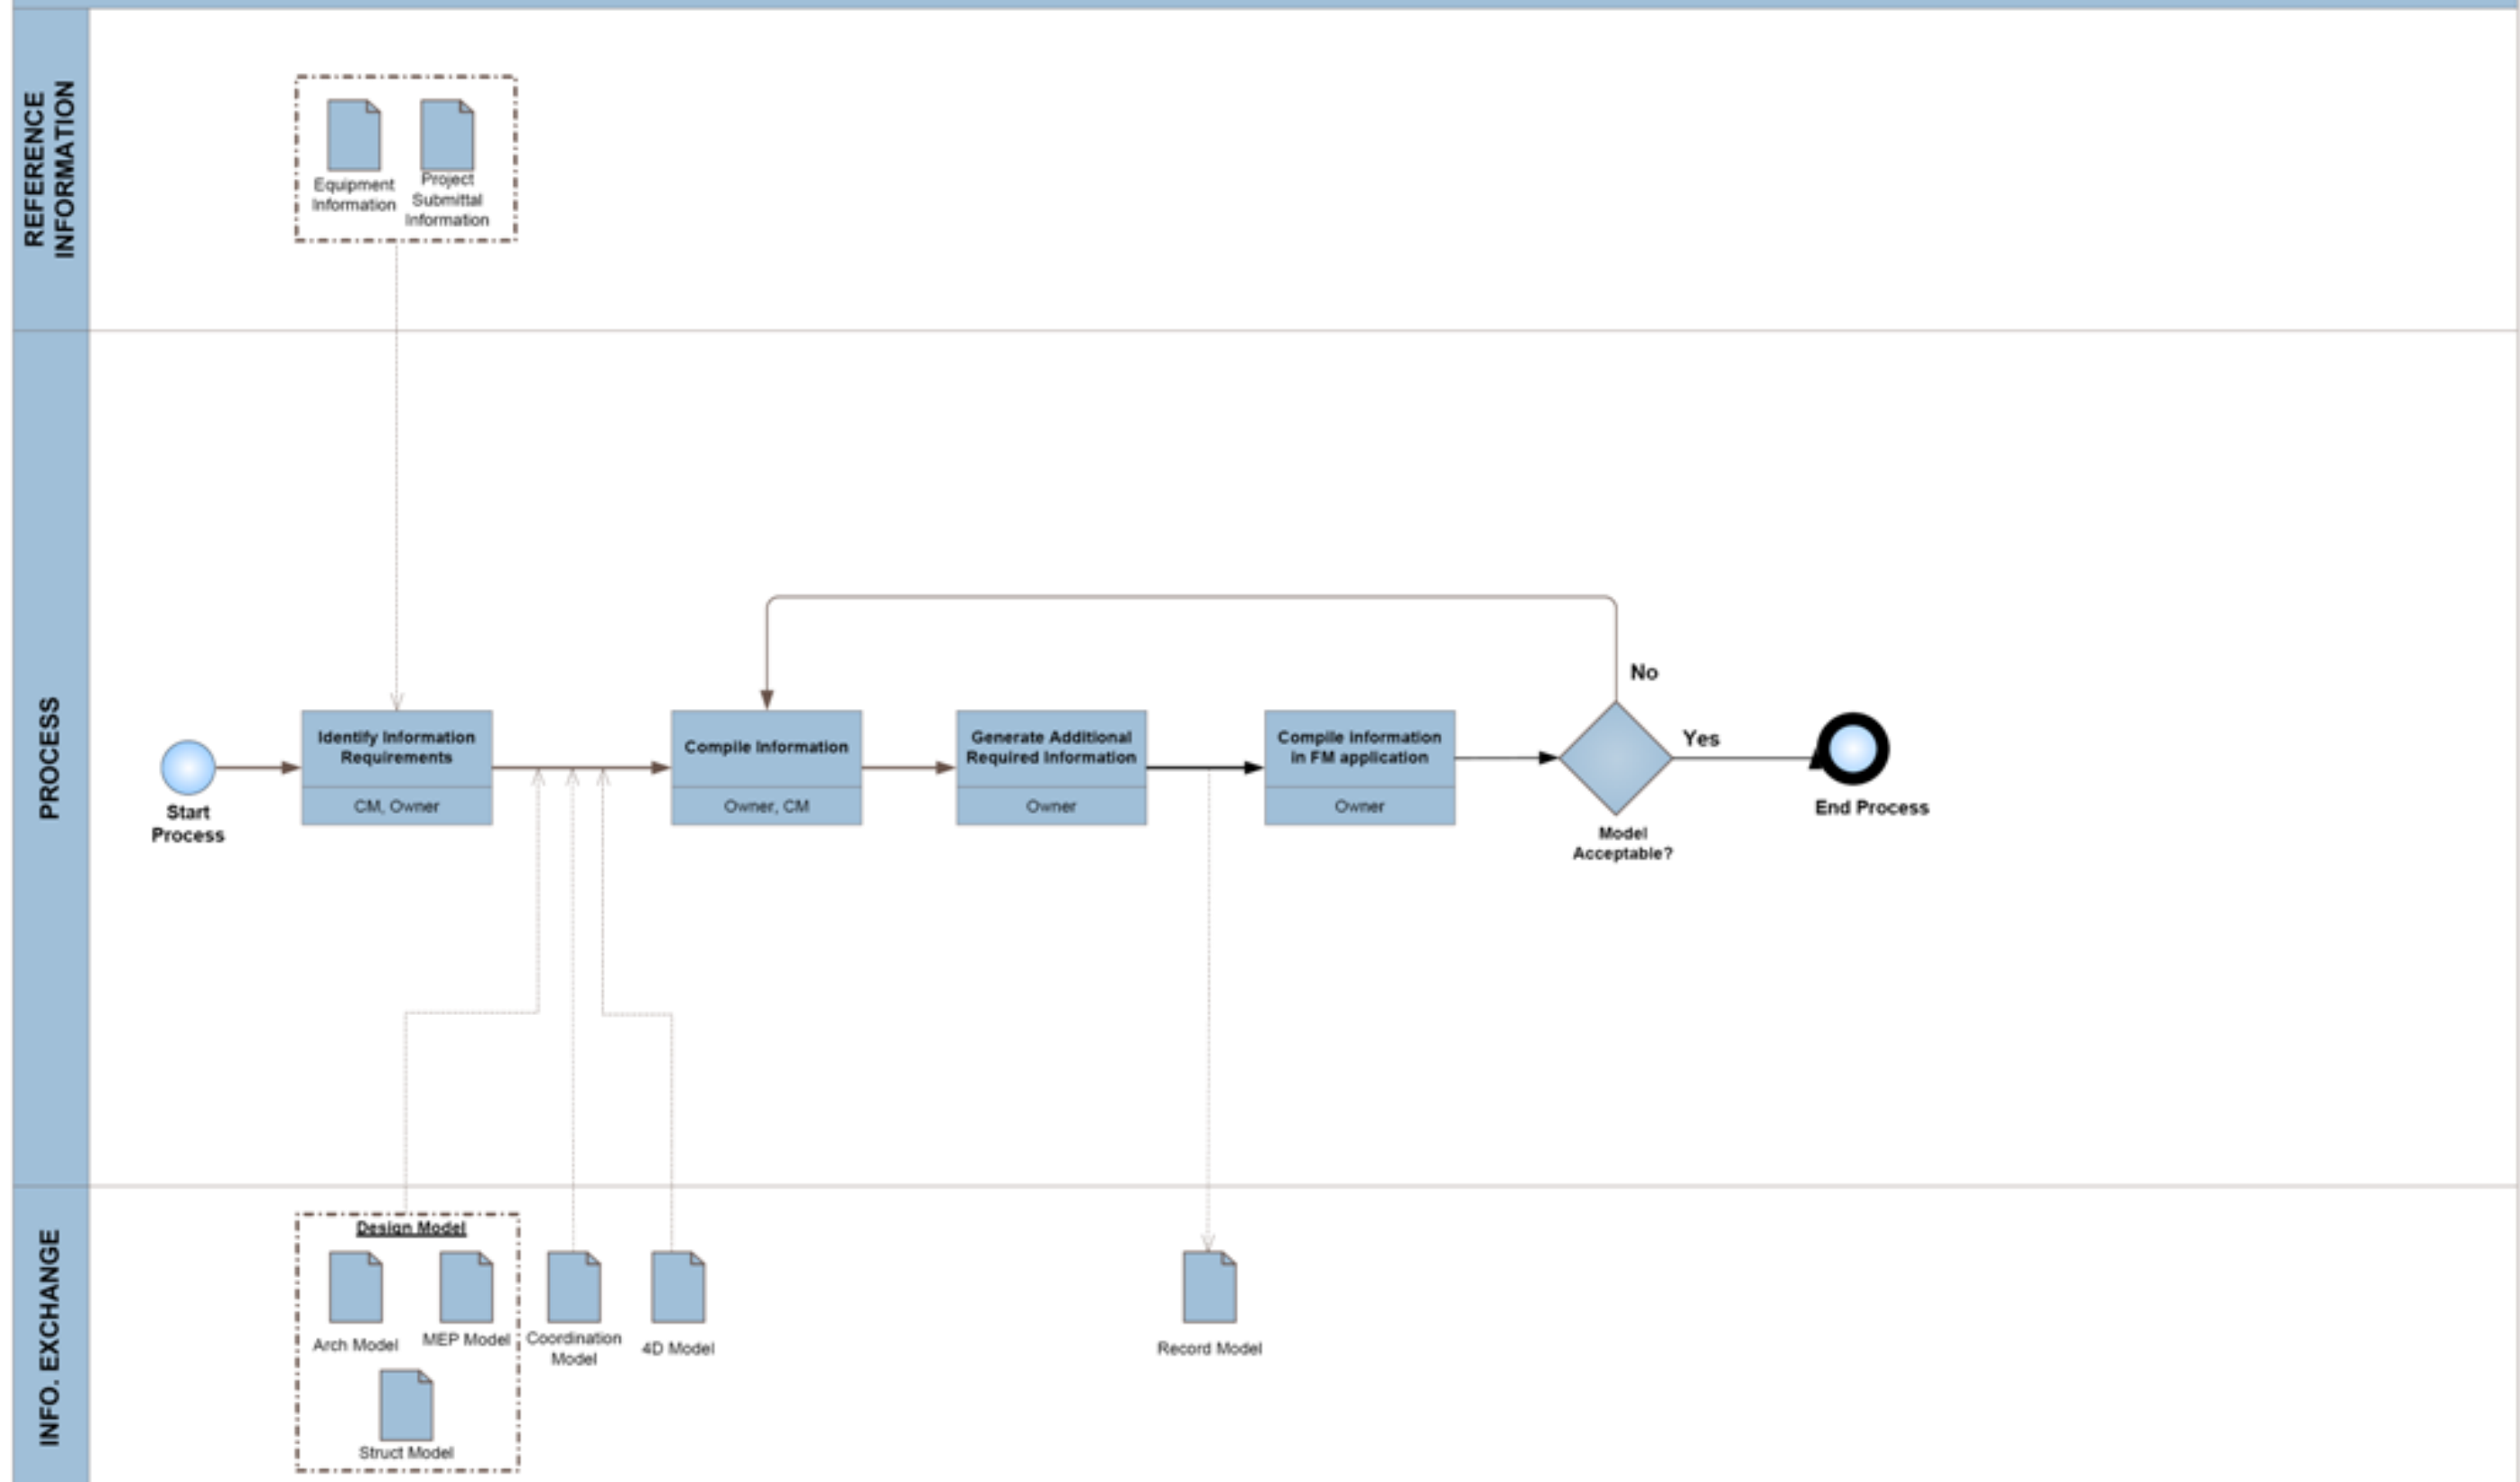 REFERENCE
INFORMATION
Equipment
Information
Project
Submittal
Information
PROCESS
Start
Process
Identify Information
Requirements
CM, Owner
Compile Information
Owner, CM
Generate Additional
Required Information
Owner
Compile information
in FM application
Owner
No
Yes
Model
Acceptable?
End Process
INFO. EXCHANGE
Design Model
Arch Model
MEP Model
Struct Model
Coordination
Model
4D Model
Record Model